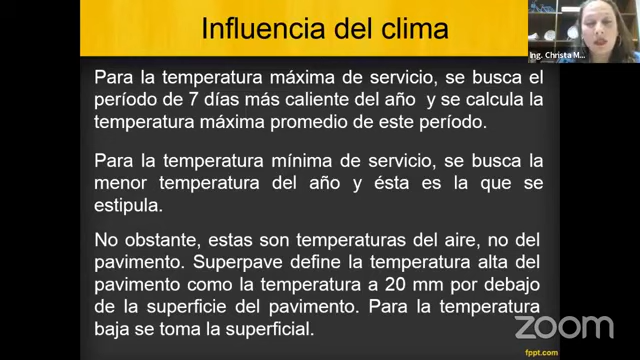 Influencia del clima
Ing. Christa M...
Para la temperatura máxima de servicio, se busca el
período de 7 días más caliente del año y se calcula la
temperatura máxima promedio de este período.
Para la temperatura mínima de servicio, se busca la
menor temperatura del año y ésta es la que se
estipula.
No obstante, estas son temperaturas del aire, no del
pavimento. Superpave define la temperatura alta del
pavimento como la temperatura a 20 mm por debajo
de la superficie del pavimento. Para la temperatura
baja se toma la superficial.
zoom
fppt.com